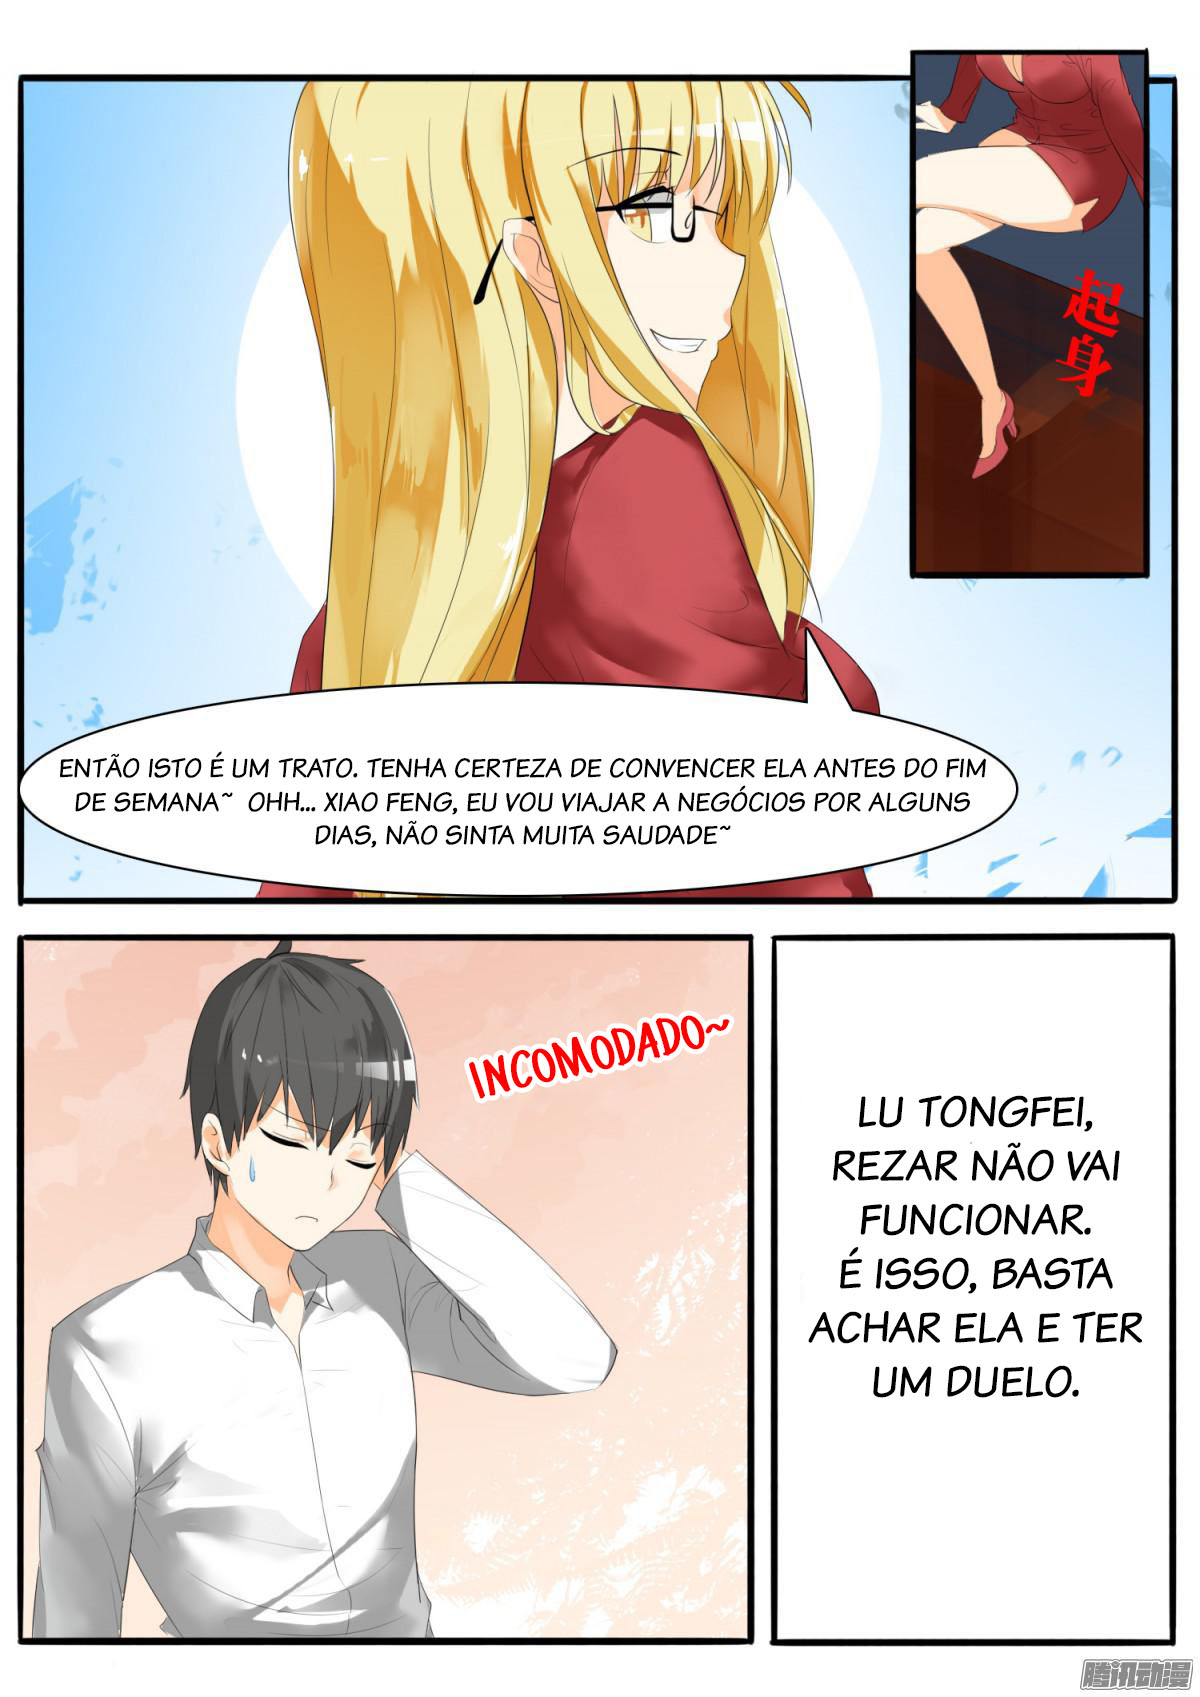 起身
ENTÃO ISTO É UM TRATO. TENHA CERTEZA DE CONVENCER ELA ANTES DO FIM
DE SEMANA~ OHH... XIAO FENG, EU VOU VIAJAR A NEGÓCIOS POR ALGUNS
DIAS, NÃO SINTA MUITA SAUDADE~
INCOMODADO~
LU TONGFEI,
REZAR NÃO VAI
FUNCIONAR.
É ISSO, BASTA
ACHAR ELA E TER
UM DUELO.
腾讯动漫